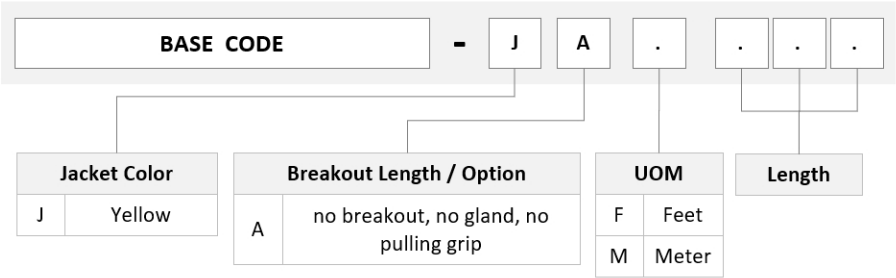 BASE CODE - J A . . . .
Jacket Color
J Yellow
Breakout Length / Option
A no breakout, no gland, no
pulling grip
UOM
F Feet
M Meter
Length